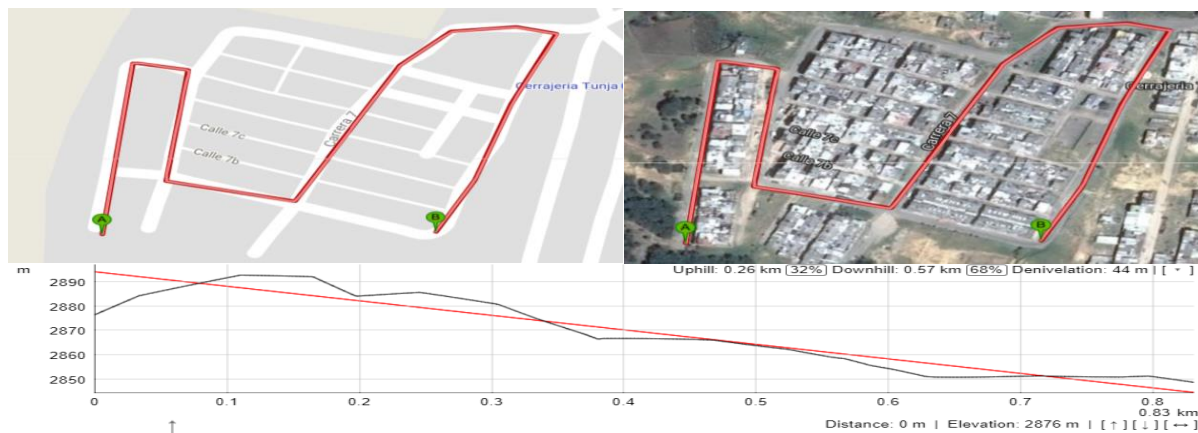 Cerrajería Tunja
Calle 7c
Carrera 7
Calle 7b
A
B
Cerrajería
Calle 7c
Carrera 7
Calle 7b
A
B
m
Uphill: 0.26 km 32% Downhill: 0.57 km 68% Denivelation: 44 m | [ ]
2890
2880
2870
2860
2850
0 0.1 0.2 0.3 0.4 0.5 0.6 0.7 0.8
0.83 km
↑ Distance: 0 m | Elevation: 2876 m | [↑] [↓] [↔]